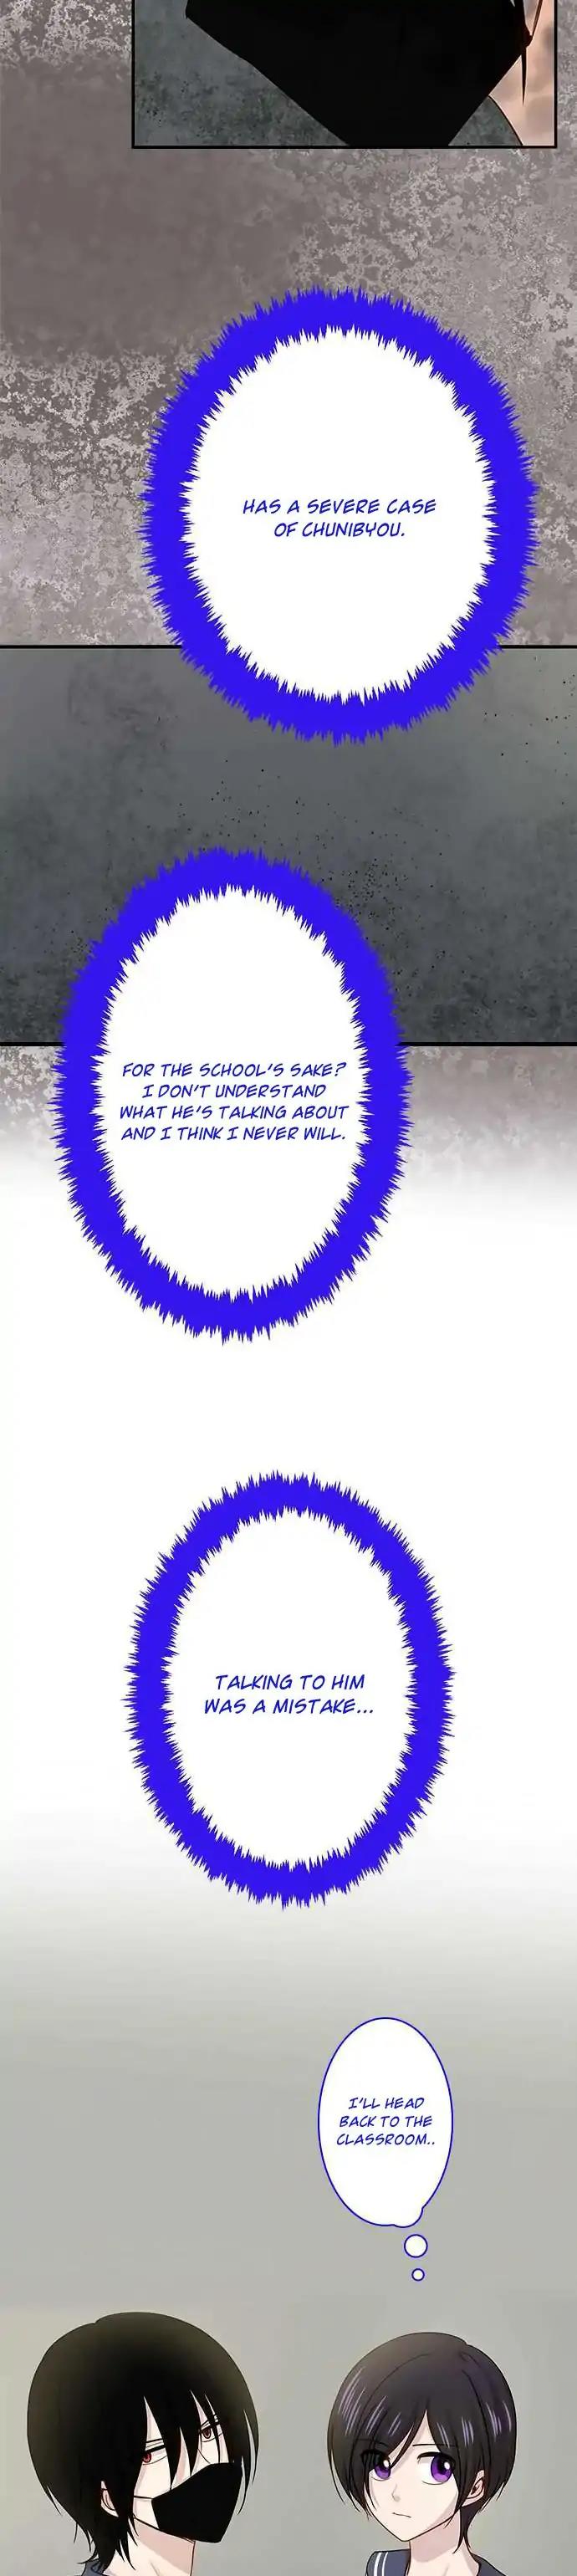 HAS A SEVERE CASE
OF CHUNIBYOU.
FOR THE SCHOOL'S SAKE?
I DON'T UNDERSTAND
WHAT HE'S TALKING ABOUT
AND I THINK I NEVER WILL.
TALKING TO HIM
WAS A MISTAKE...
I'LL HEAD
BACK TO THE
CLASSROOM..